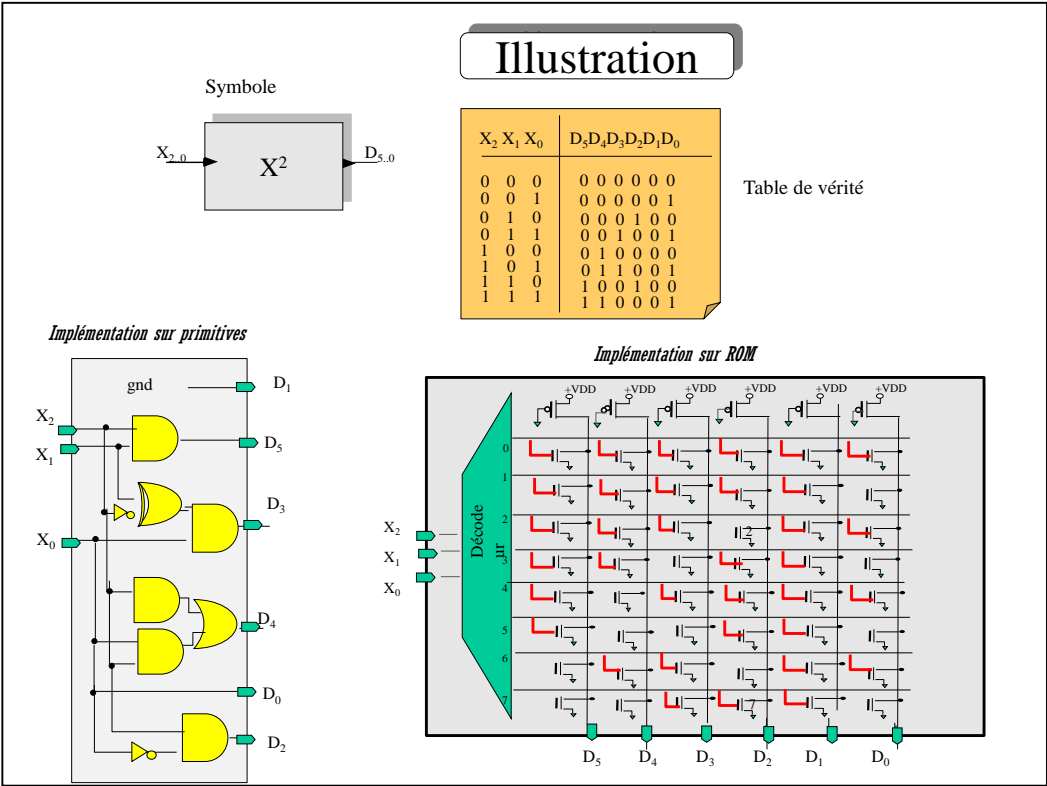 Illustration
Symbole
X2..0
X²
D5..0
X2 X1 X0 D5D4D3D2D1D0
0 0 0 0 0 0 0 0 0
0 0 1 0 0 0 0 0 1
0 1 0 0 0 0 1 0 0
0 1 1 0 0 1 0 0 1
1 0 0 0 1 0 0 0 0
1 0 1 0 1 1 0 0 1
1 1 0 1 0 0 1 0 0
1 1 1 1 1 0 0 0 1
Table de vérité
Implémentation sur primitives
gnd
D1
X2
X1
D5
D3
X0
D4
D0
D2
Implémentation sur ROM
+VDD +VDD +VDD +VDD +VDD +VDD
0
1
2
2
3
4
5
6
7
7
X2
X1
X0
Décode
ur
D5 D4 D3 D2 D1 D0